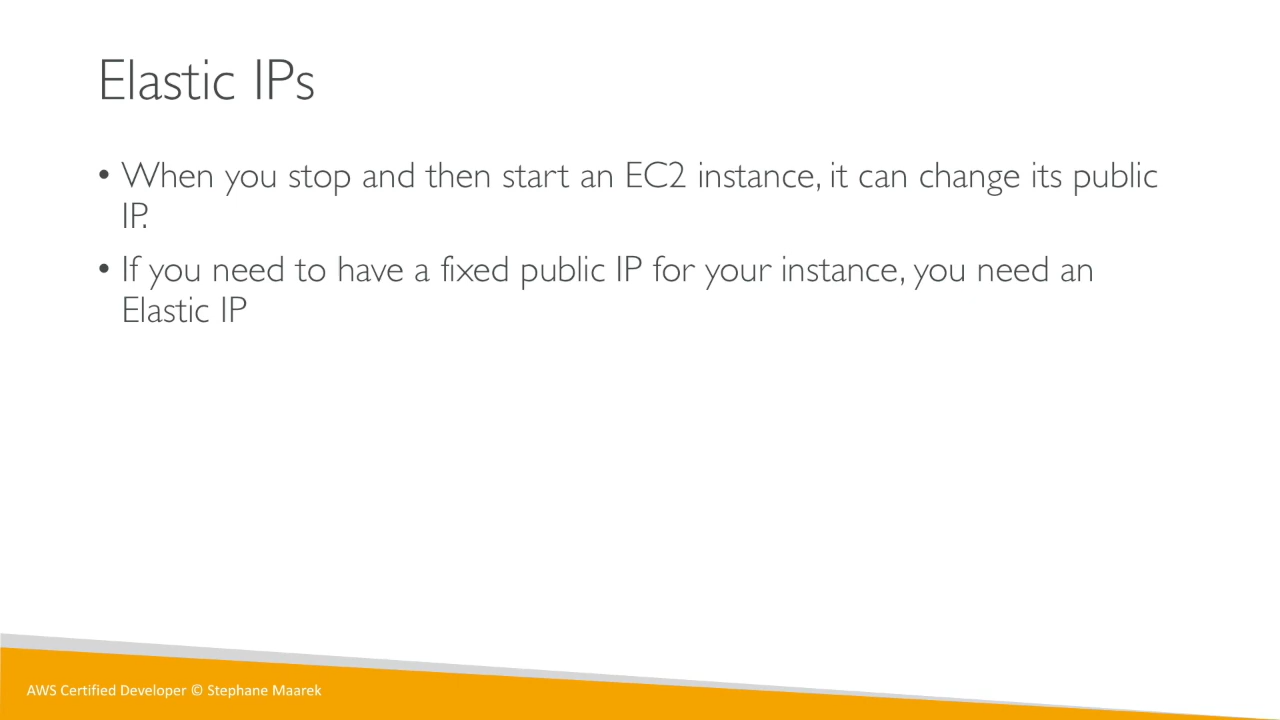 Elastic IPs
• When you stop and then start an EC2 instance, it can change its public
IP.
• If you need to have a fixed public IP for your instance, you need an
Elastic IP
AWS Certified Developer © Stephane Maarek